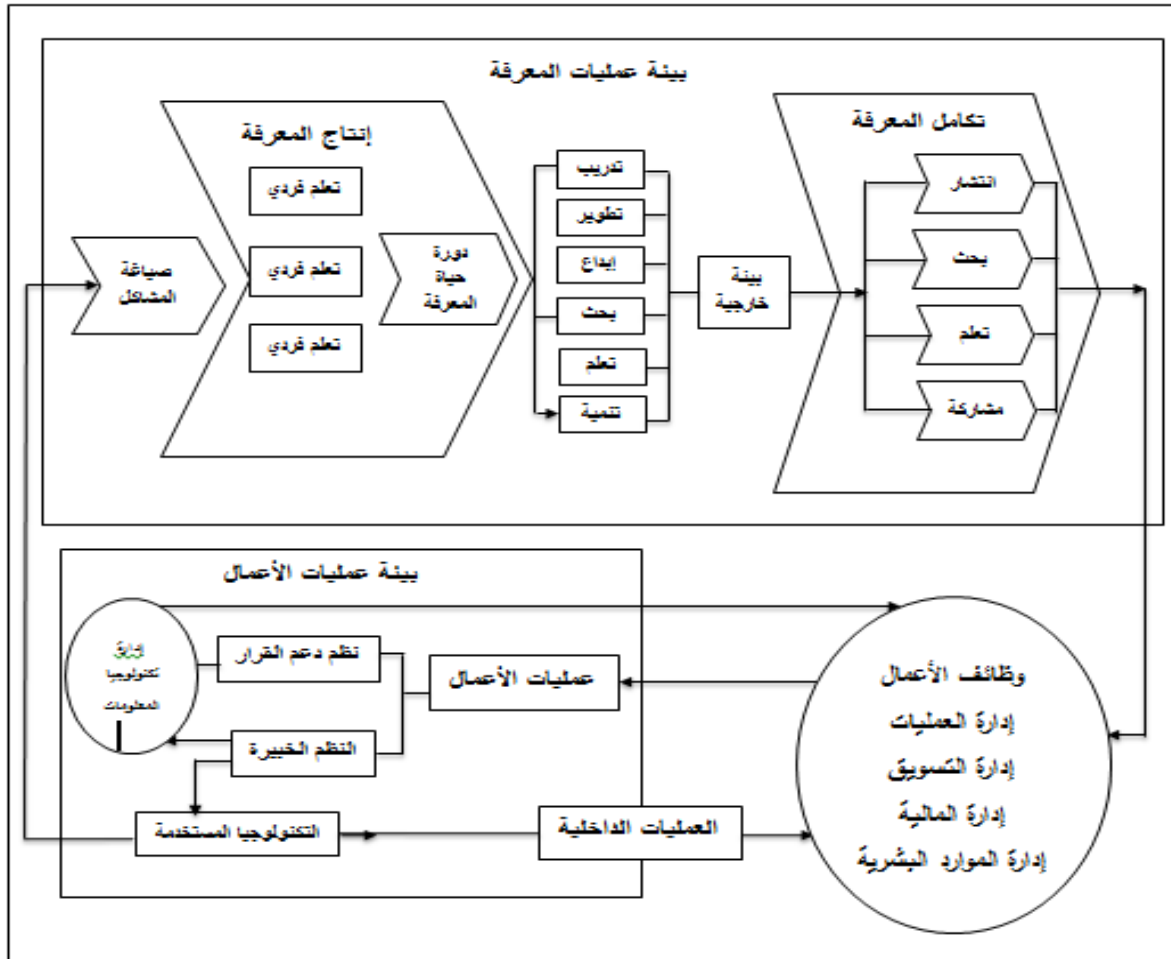 بيئة عمليات المعرفة
إنتاج المعرفة
تعلم فردي
تعلم فردي
تعلم فردي
صياغة
المشاكل
دورة
حياة
المعرفة
تدريب
تطوير
إبداع
بحث
تعلم
تنمية
بيئة
خارجية
تكامل المعرفة
انتشار
بحث
تعلم
مشاركة
بيئة عمليات الأعمال
تكنولوجيا
المعلومات
نظم دعم القرار
النظم الخبيرة
عمليات الأعمال
التكنولوجيا المستخدمة
العمليات الداخلية
وظائف الأعمال
إدارة العمليات
إدارة التسويق
إدارة المالية
إدارة الموارد البشرية